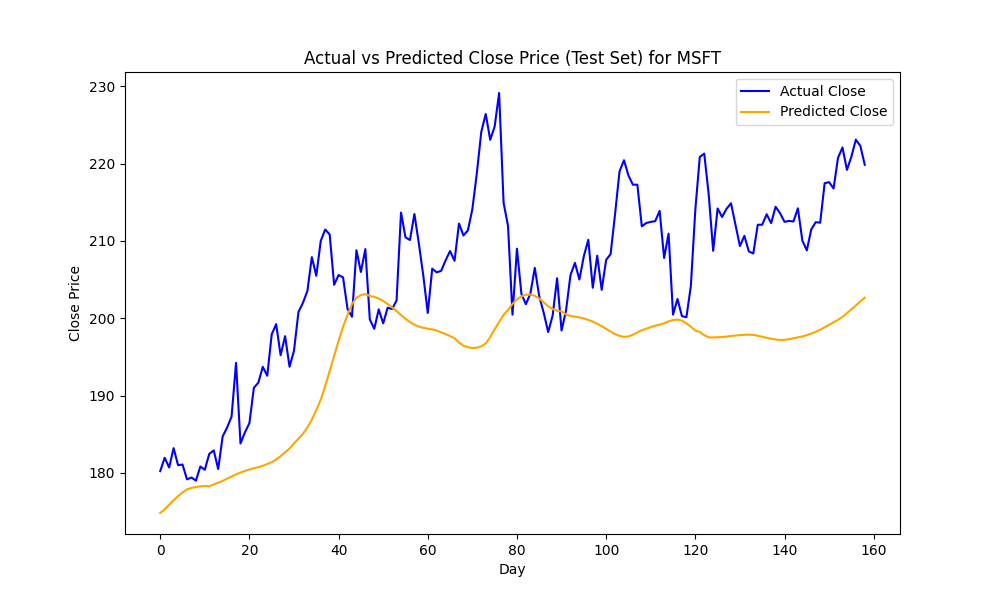 Actual vs Predicted Close Price (Test Set) for MSFT
Actual Close
Predicted Close
230
220
210
200
190
180
Close Price
0 20 40 60 80 100 120 140 160
Day